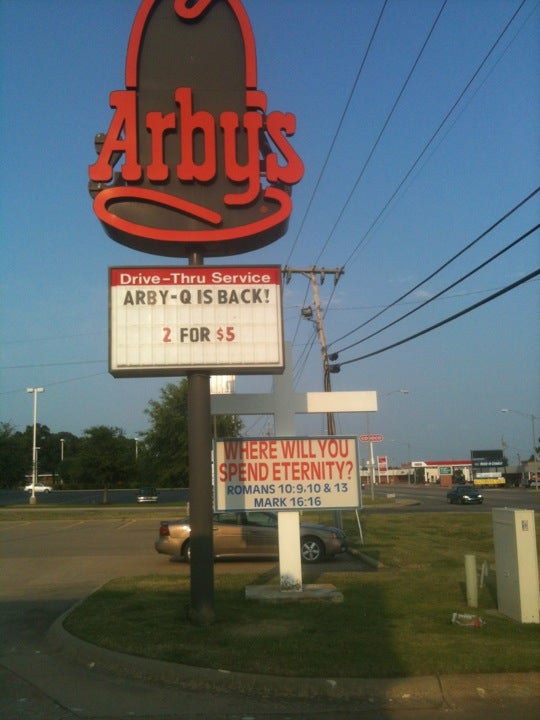 Arby's
Drive-Thru Service
ARBY-Q IS BACK!
2 FOR $5
WHERE WILL YOU
SPEND ETERNITY?
ROMANS 10:9,10 & 13
MARK 16:16